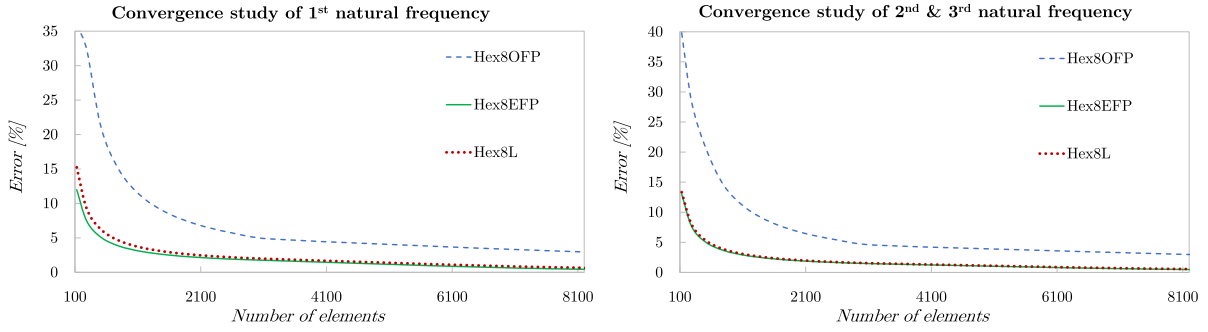 Convergence study of 1st natural frequency
35
30
25
20
15
10
5
0
Error [%]
Hex8OFP
Hex8EFP
Hex8L
100 2100 4100 6100 8100
Number of elements
Convergence study of 2nd & 3rd natural frequency
40
35
30
25
20
15
10
5
0
Error [%]
Hex8OFP
Hex8EFP
Hex8L
100 2100 4100 6100 8100
Number of elements